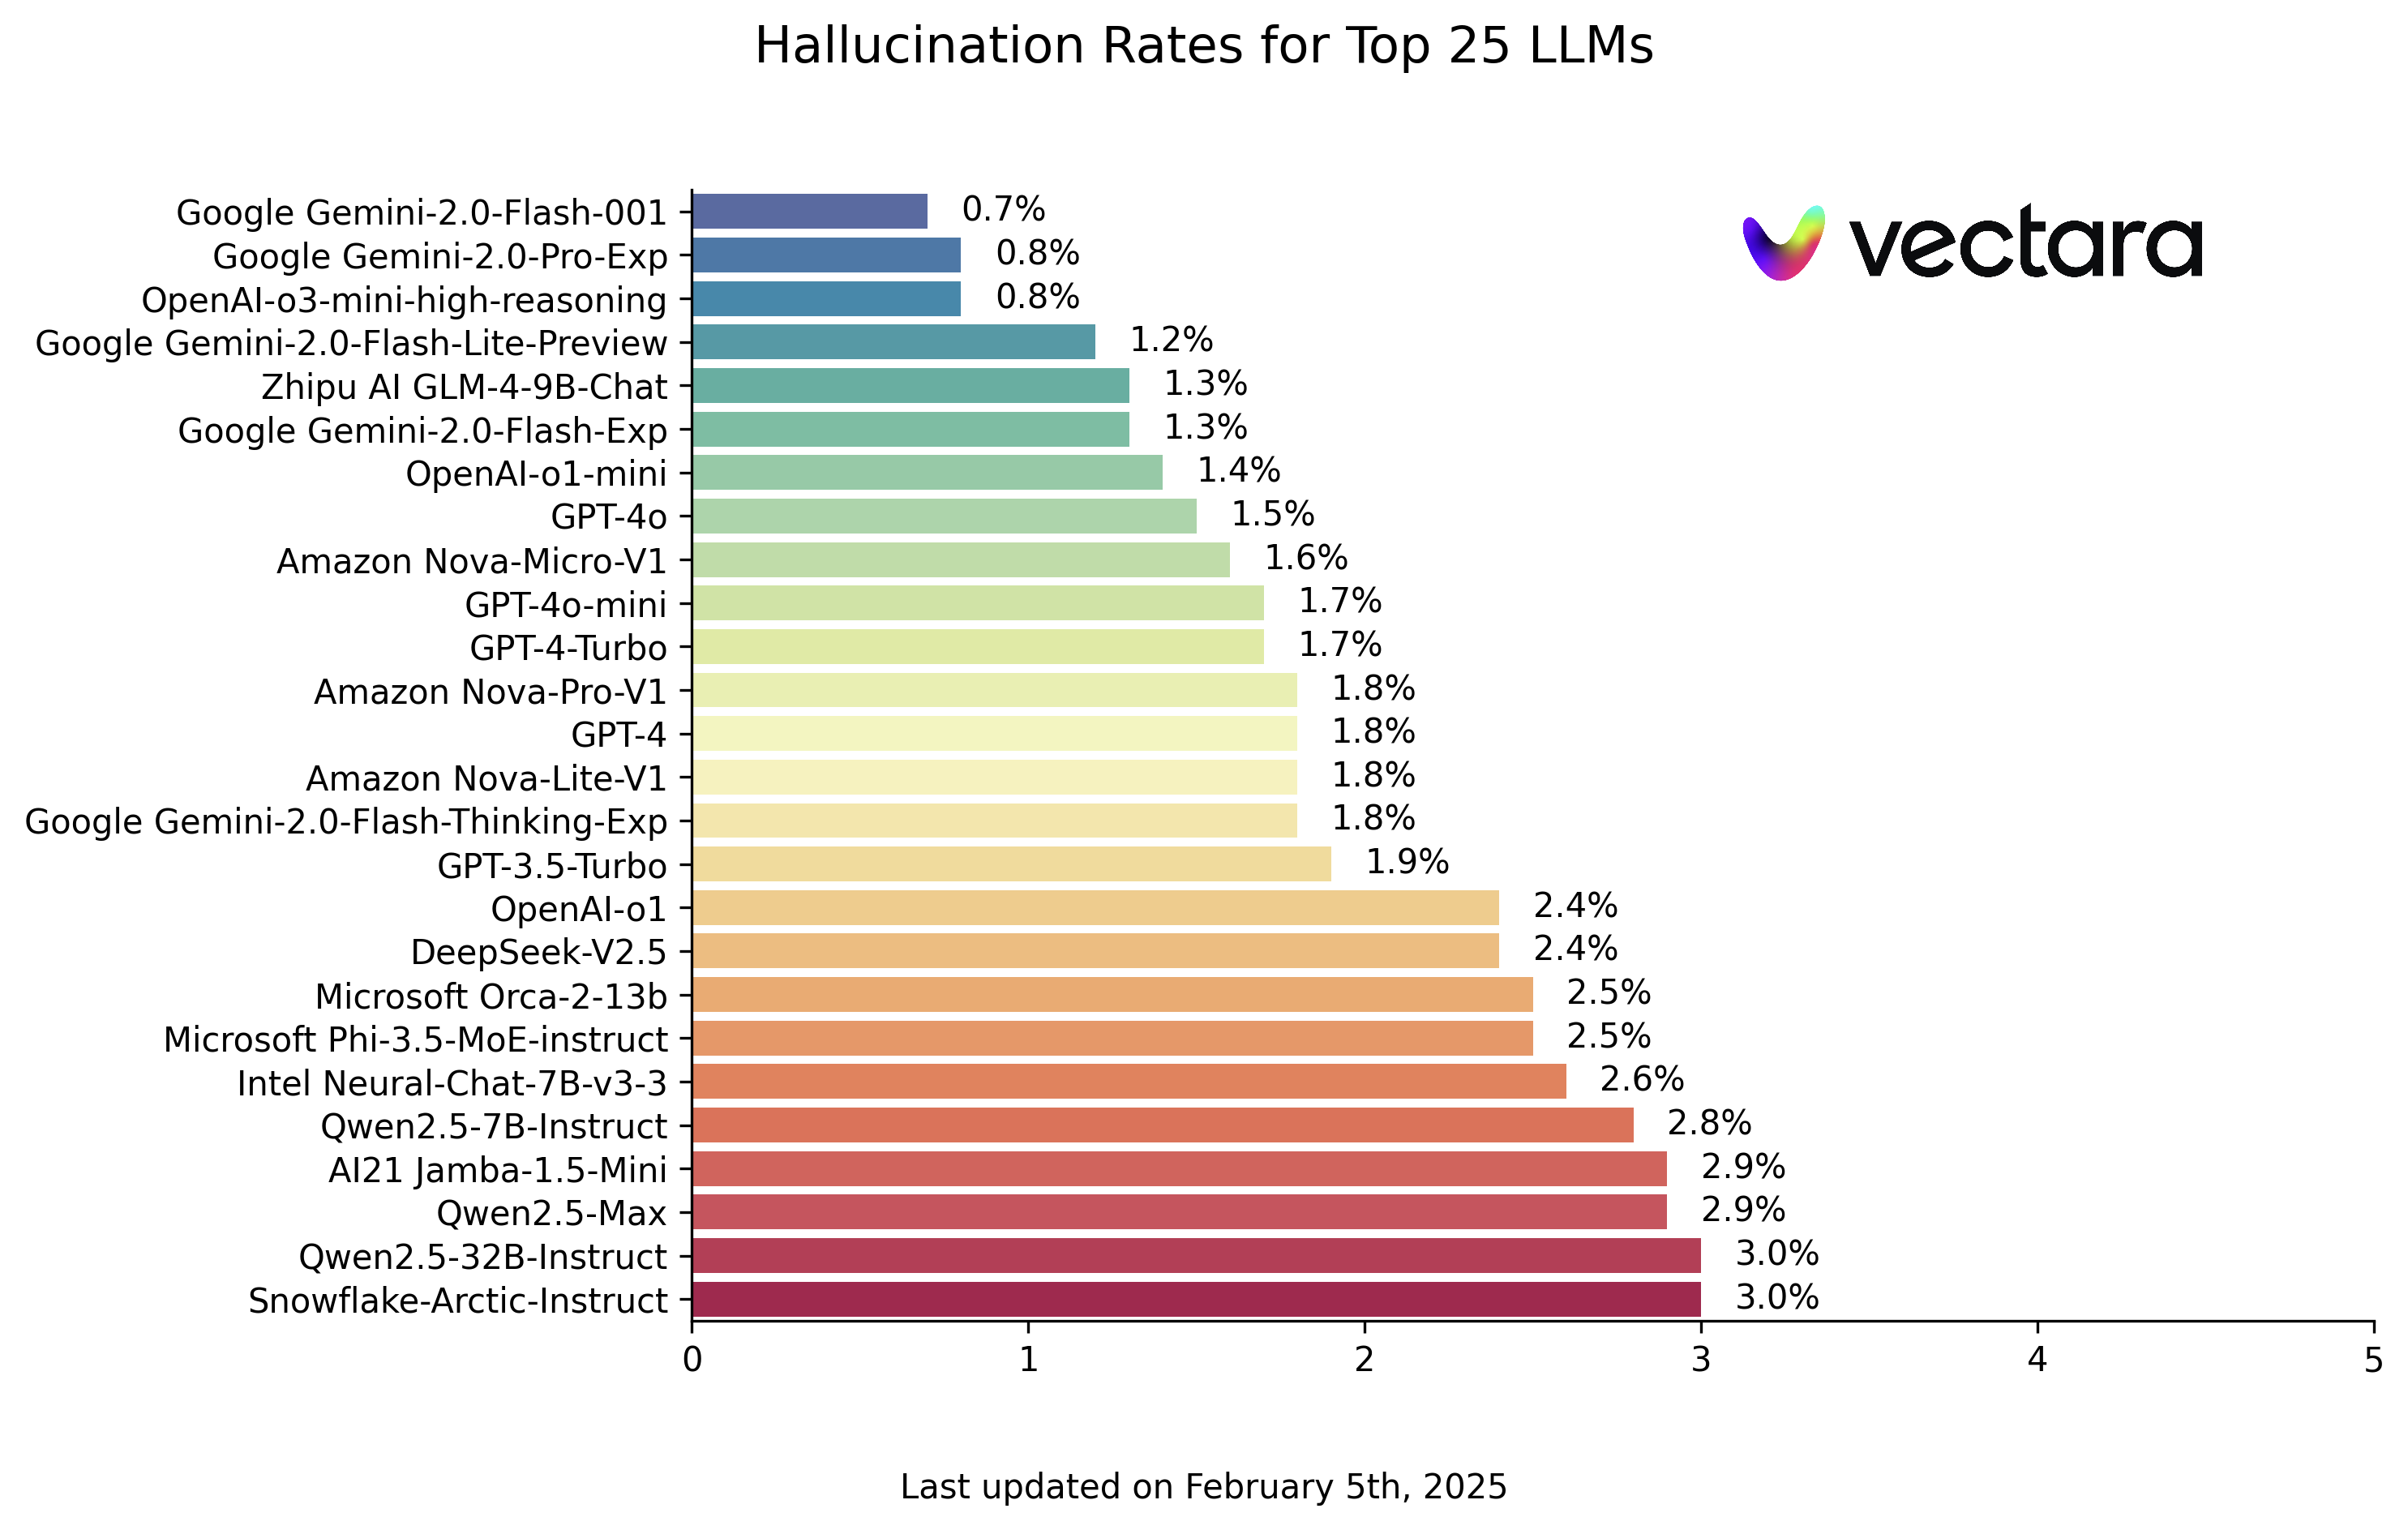 Hallucination Rates for Top 25 LLMs
vectara
Google Gemini-2.0-Flash-001 0.7%
Google Gemini-2.0-Pro-Exp 0.8%
OpenAI-o3-mini-high-reasoning 0.8%
Google Gemini-2.0-Flash-Lite-Preview 1.2%
Zhipu AI GLM-4-9B-Chat 1.3%
Google Gemini-2.0-Flash-Exp 1.3%
OpenAI-o1-mini 1.4%
GPT-4o 1.5%
Amazon Nova-Micro-V1 1.6%
GPT-4o-mini 1.7%
GPT-4-Turbo 1.7%
Amazon Nova-Pro-V1 1.8%
GPT-4 1.8%
Amazon Nova-Lite-V1 1.8%
Google Gemini-2.0-Flash-Thinking-Exp 1.8%
GPT-3.5-Turbo 1.9%
OpenAI-o1 2.4%
DeepSeek-V2.5 2.4%
Microsoft Orca-2-13b 2.5%
Microsoft Phi-3.5-MoE-instruct 2.5%
Intel Neural-Chat-7B-v3-3 2.6%
Qwen2.5-7B-Instruct 2.8%
AI21 Jamba-1.5-Mini 2.9%
Qwen2.5-Max 2.9%
Qwen2.5-32B-Instruct 3.0%
Snowflake-Arctic-Instruct 3.0%
0 1 2 3 4 5
Last updated on February 5th, 2025